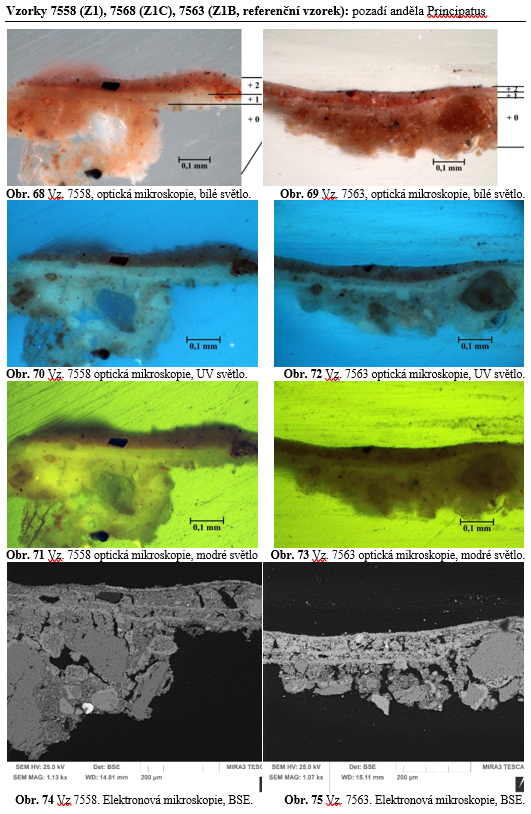 Vzorky 7558 (Z1), 7568 (Z1C), 7563 (Z1B, referenční vzorek): pozadí anděla Principatus
+ 2
+ 1
+ 0
0,1 mm
+ 2
+ 1
+ 0
0,1 mm
Obr. 68 Vz. 7558, optická mikroskopie, bílé světlo.
Obr. 69 Vz. 7563, optická mikroskopie, bílé světlo.
0,1 mm
0,1 mm
Obr. 70 Vz. 7558 optická mikroskopie, UV světlo.
Obr. 72 Vz. 7563 optická mikroskopie, UV světlo.
0,1 mm
0,1 mm
Obr. 71 Vz. 7558 optická mikroskopie, modré světlo
Obr. 73 Vz. 7563 optická mikroskopie, modré světlo.
SEM HV: 25.0 kV Det: BSE MIRA3 TESCA
SEM MAG: 1.13 kx WD: 14.81 mm 200 µm
SEM HV: 25.0 kV Det: BSE MIRA3 TESC
SEM MAG: 1.07 kx WD: 15.11 mm 200 µm
Obr. 74 Vz 7558. Elektronová mikroskopie, BSE.
Obr. 75 Vz. 7563. Elektronová mikroskopie, BSE.